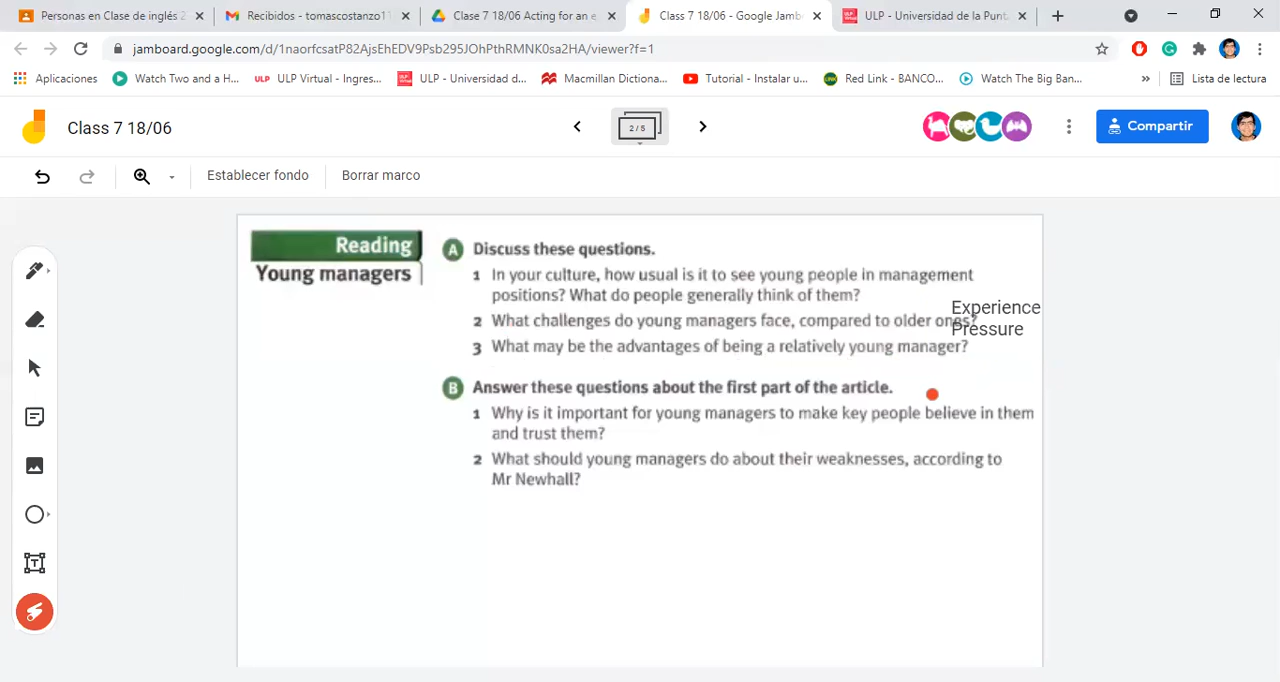 Personas en Clase de Inglés 2
Recibidos - tomascostanzo11
Clase 7 18/06 Acting for an e
Class 7 18/06 - Google Jamb
ULP - Universidad de la Punt
jamboard.google.com/d/1naorfcsatP82AjsEhEDV9Psb295JOhPthRMNK0sa2HA/viewer?f=1
Aplicaciones
Watch Two and a H...
ULP Virtual - Ingres...
ULP - Universidad d...
Macmillan Dictiona...
Tutorial - Instalar u...
Red Link - BANCO...
Watch The Big Ban...
»
Lista de lectura
Class 7 18/06
2 / 5
Compartir
Establecer fondo
Borrar marco
Reading
Young managers
A Discuss these questions.
1 In your culture, how usual is it to see young people in management
positions? What do people generally think of them?
2 What challenges do young managers face, compared to older ones?
3 What may be the advantages of being a relatively young manager?
Experience
Pressure
B Answer these questions about the first part of the article.
1 Why is it important for young managers to make key people believe in them
and trust them?
2 What should young managers do about their weaknesses, according to
Mr Newhall?